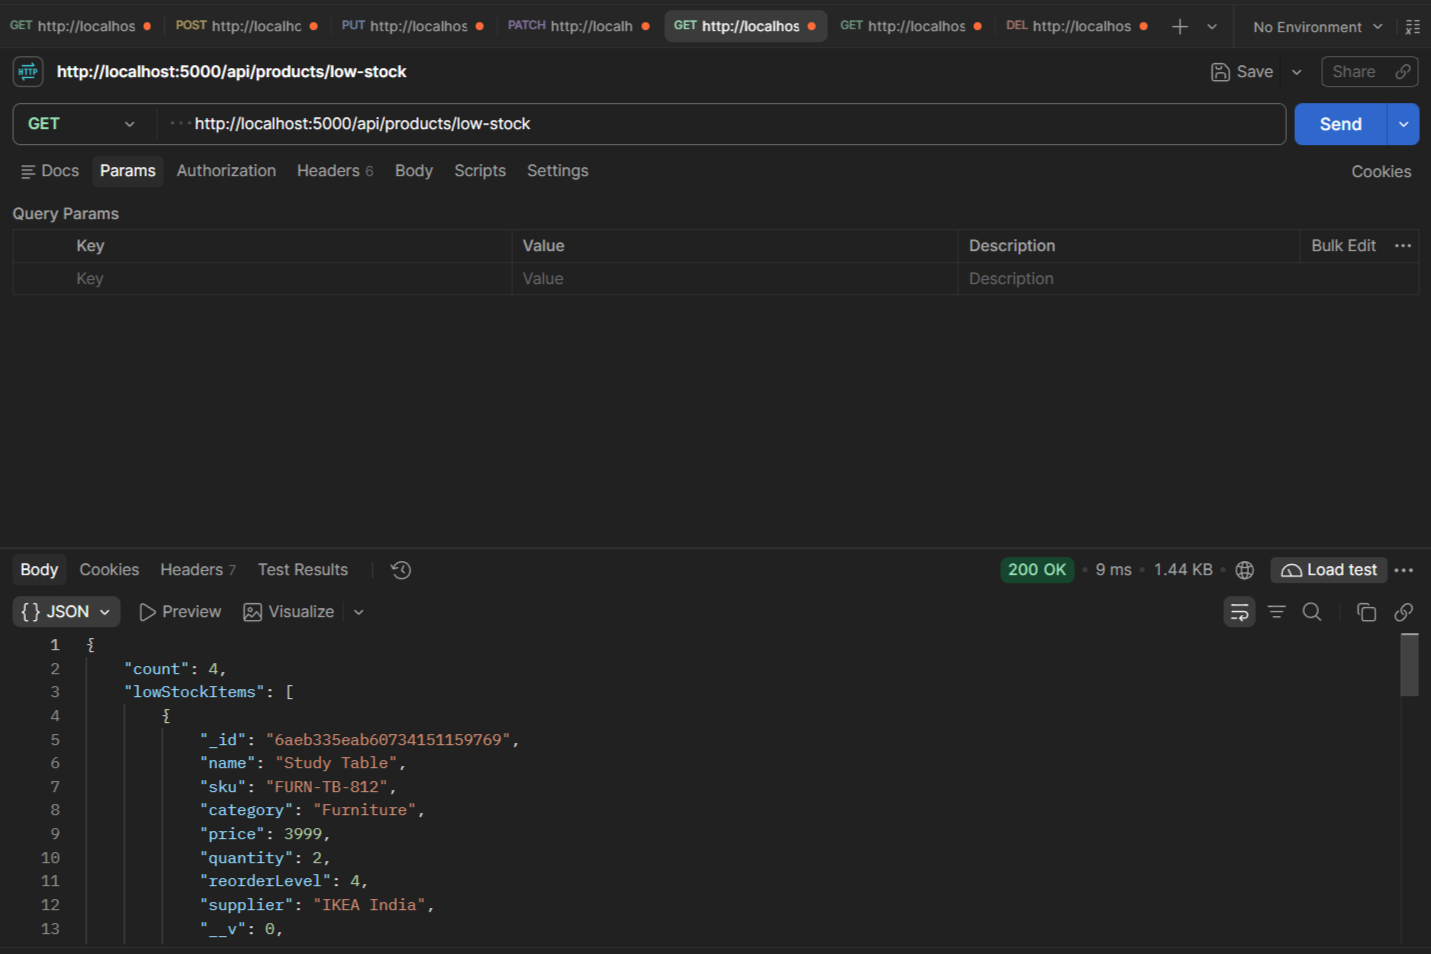 GET http://localhos POST http://localhc PUT http://localhos PATCH http://localh GET http://localhos GET http://localhos DEL http://localhos No Environment
HTTP http://localhost:5000/api/products/low-stock Save Share
GET http://localhost:5000/api/products/low-stock Send
Docs Params Authorization Headers 6 Body Scripts Settings Cookies
Query Params
Key Value Description Bulk Edit
Key Value Description
Body Cookies Headers 7 Test Results 200 OK 9 ms 1.44 KB Load test
{} JSON Preview Visualize
1 {
2 "count": 4,
3 "lowStockItems": [
4 {
5 "_id": "6aeb335eab60734151159769",
6 "name": "Study Table",
7 "sku": "FURN-TB-812",
8 "category": "Furniture",
9 "price": 3999,
10 "quantity": 2,
11 "reorderLevel": 4,
12 "supplier": "IKEA India",
13 "__v": 0,